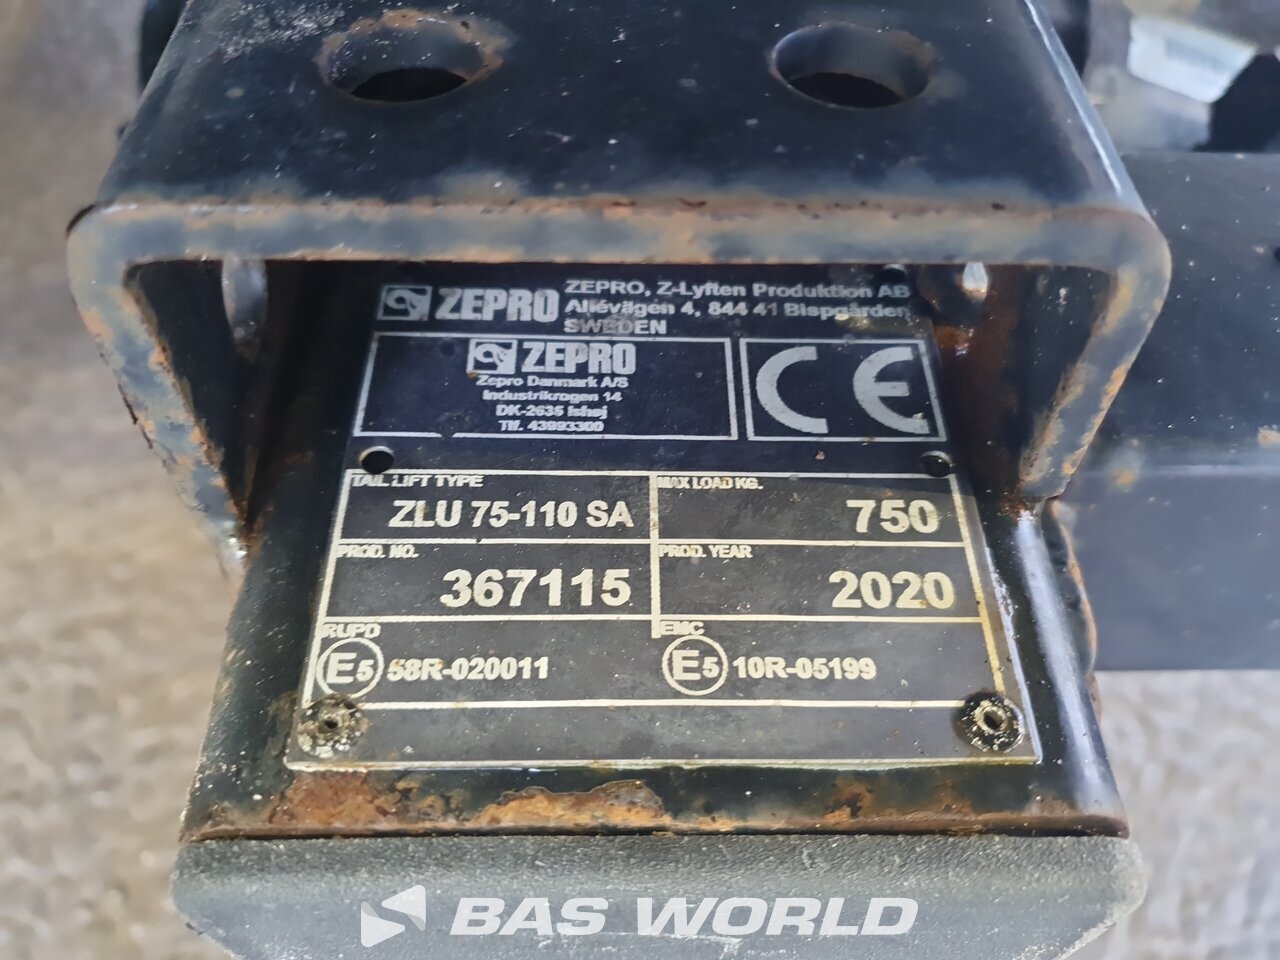 ZEPRO
ZEPRO, Z-Lyften Produktion AB
Allévägen 4, 844 41 Bispgården
SWEDEN
ZEPRO
Zepro Danmark A/S
Industrikrogen 14
DK-2635 Ishøj
Tlf. 43993300
CE
TAIL LIFT TYPE
ZLU 75-110 SA
MAX LOAD KG.
750
PROD. NO.
367115
PROD. YEAR
2020
RUPD
E5 58R-020011
EMC
E5 10R-05199
BAS WORLD